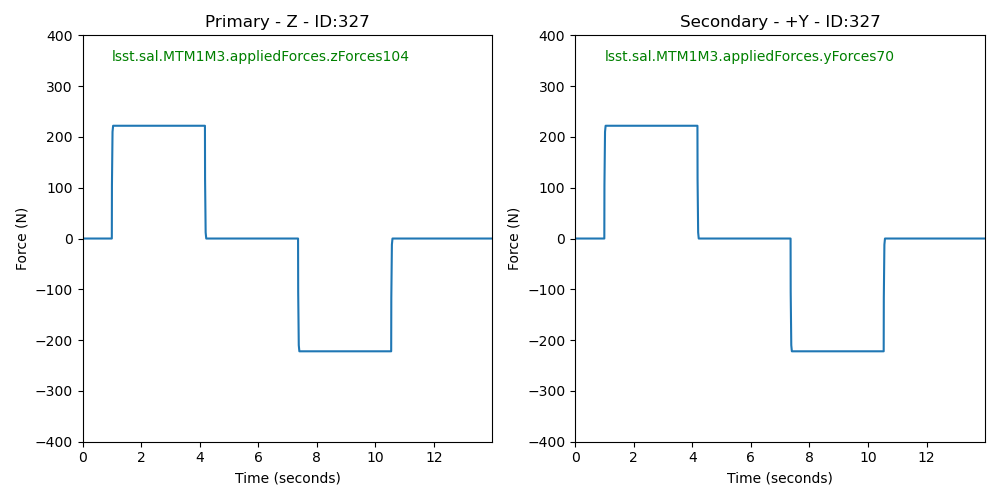 Primary - Z - ID:327
lsst.sal.MTM1M3.appliedForces.zForces104
400
300
200
100
0
−100
−200
−300
−400
Force (N)
0 2 4 6 8 10 12
Time (seconds)
Secondary - +Y - ID:327
lsst.sal.MTM1M3.appliedForces.yForces70
400
300
200
100
0
−100
−200
−300
−400
Force (N)
0 2 4 6 8 10 12
Time (seconds)